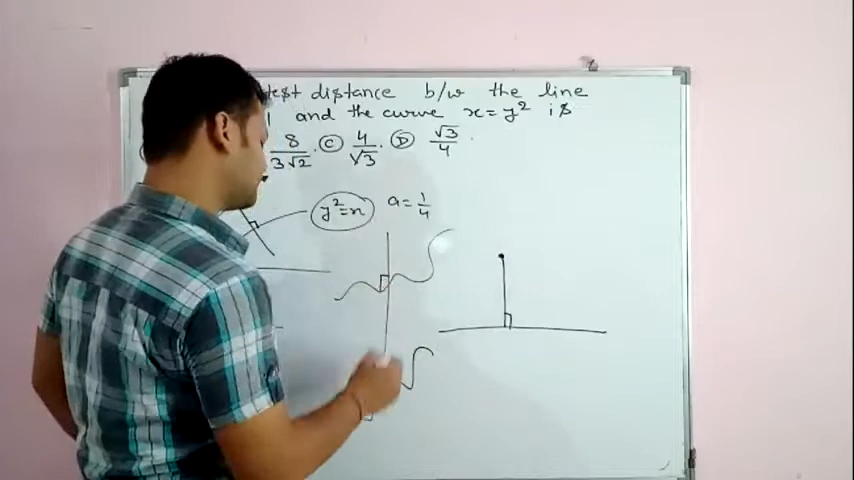 test distance b/w the line
1 and the curve x = y² is
8/3√2 . Ⓒ 4/√3 . Ⓓ √3/4 .
y² = x a = 1/4